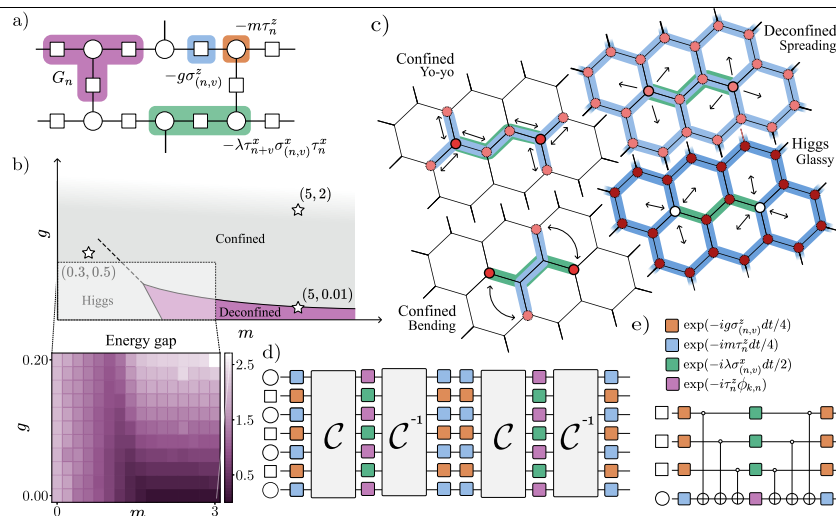 a)
−mτ^z_n
G_n
−gσ^z_{(n,v)}
−λτ^x_{n+v}σ^x_{(n,v)}τ^x_n
b)
g
(5, 2)
Confined
(0.3, 0.5)
(5, 0.01)
Higgs
Deconfined
m
Energy gap
0.20
g
0.00
0
m
3
2.5
1.5
0.5
c)
Confined
Yo-yo
Deconfined
Spreading
Higgs
Glassy
Confined
Bending
d)
C
C^{-1}
C
C^{-1}
e)
exp(−igσ^z_{(n,v)}dt/4)
exp(−imτ^z_n dt/4)
exp(−iλσ^x_{(n,v)}dt/2)
exp(−iτ^z_n ϕ_{k,n})